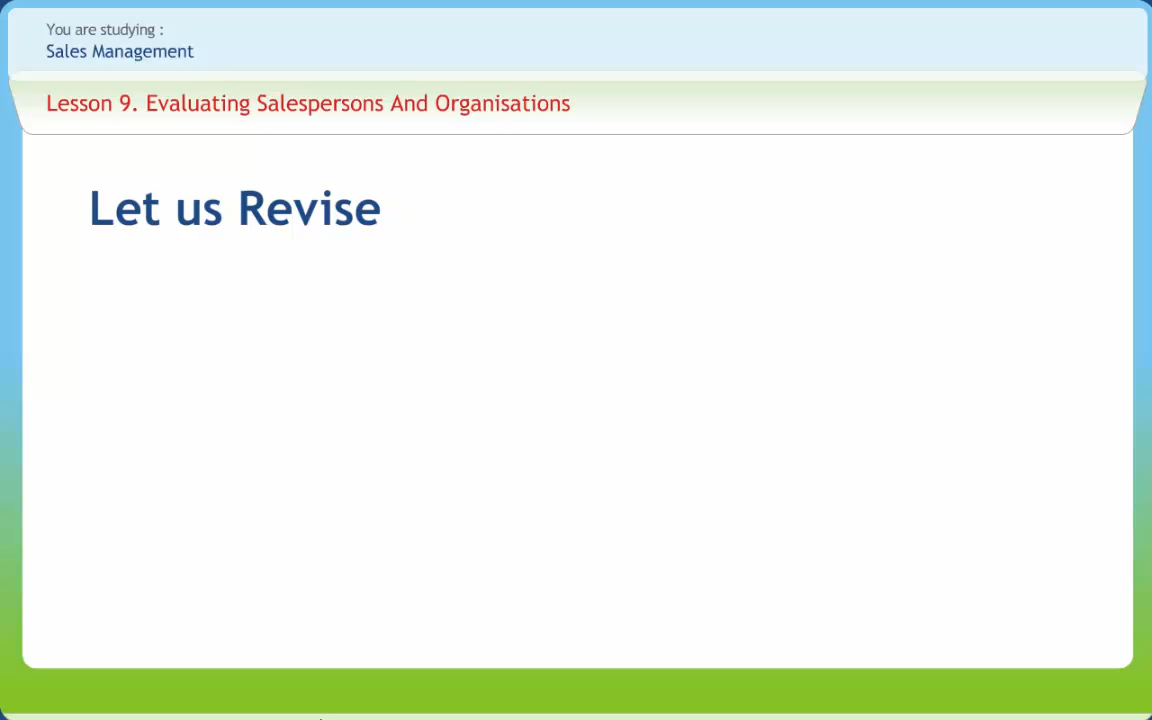 You are studying :
Sales Management
Lesson 9. Evaluating Salespersons And Organisations
Let us Revise